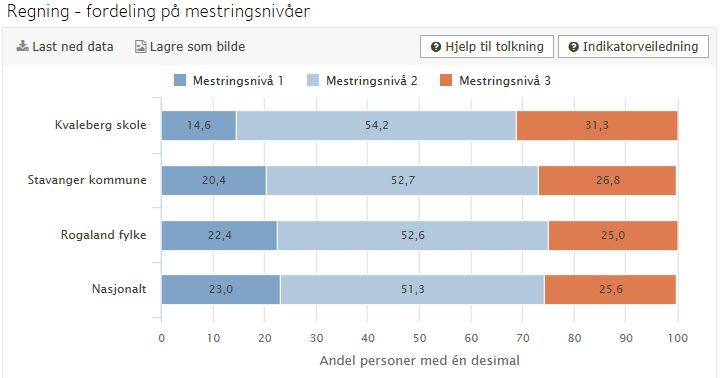 Regning - fordeling på mestringsnivåer
Last ned data Lagre som bilde Hjelp til tolkning Indikatorveiledning
Mestringsnivå 1 Mestringsnivå 2 Mestringsnivå 3
Kvaleberg skole 14,6 54,2 31,3
Stavanger kommune 20,4 52,7 26,8
Rogaland fylke 22,4 52,6 25,0
Nasjonalt 23,0 51,3 25,6
0 10 20 30 40 50 60 70 80 90 100
Andel personer med én desimal